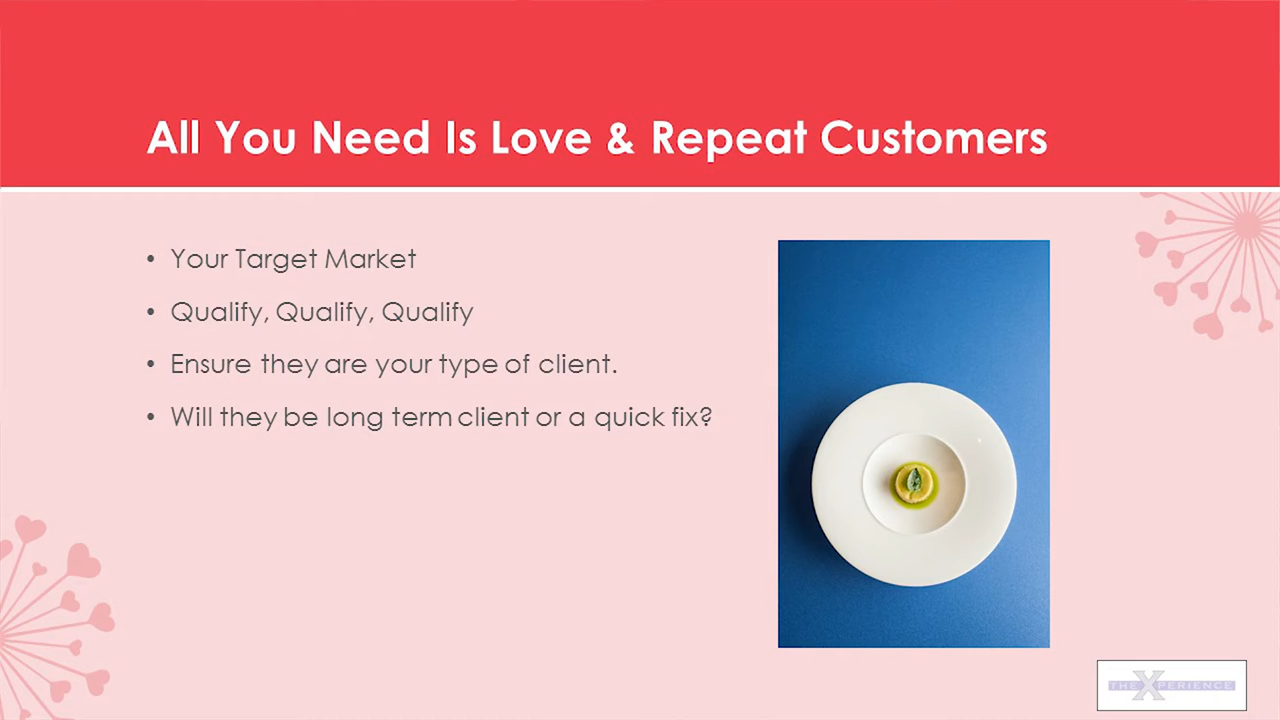 All You Need Is Love & Repeat Customers
• Your Target Market
• Qualify, Qualify, Qualify
• Ensure they are your type of client.
• Will they be long term client or a quick fix?
THE XPERIENCE